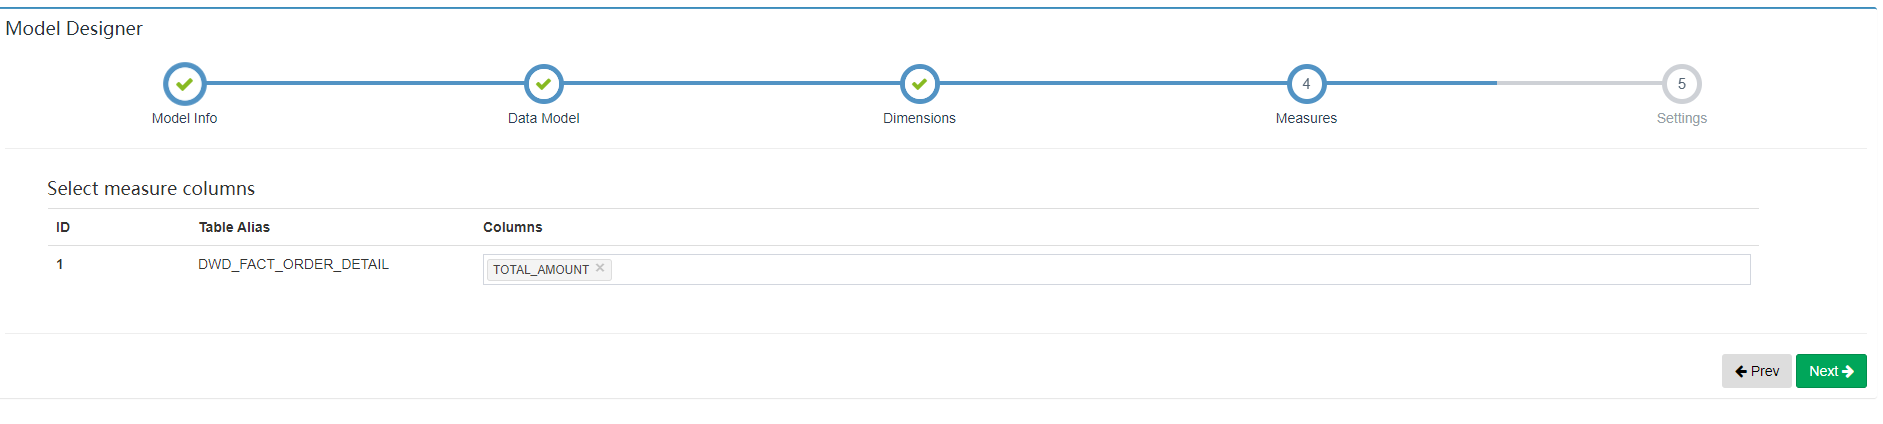 Model Designer
4 5
Model Info Data Model Dimensions Measures Settings
Select measure columns
ID Table Alias Columns
1 DWD_FACT_ORDER_DETAIL TOTAL_AMOUNT ×
Prev Next